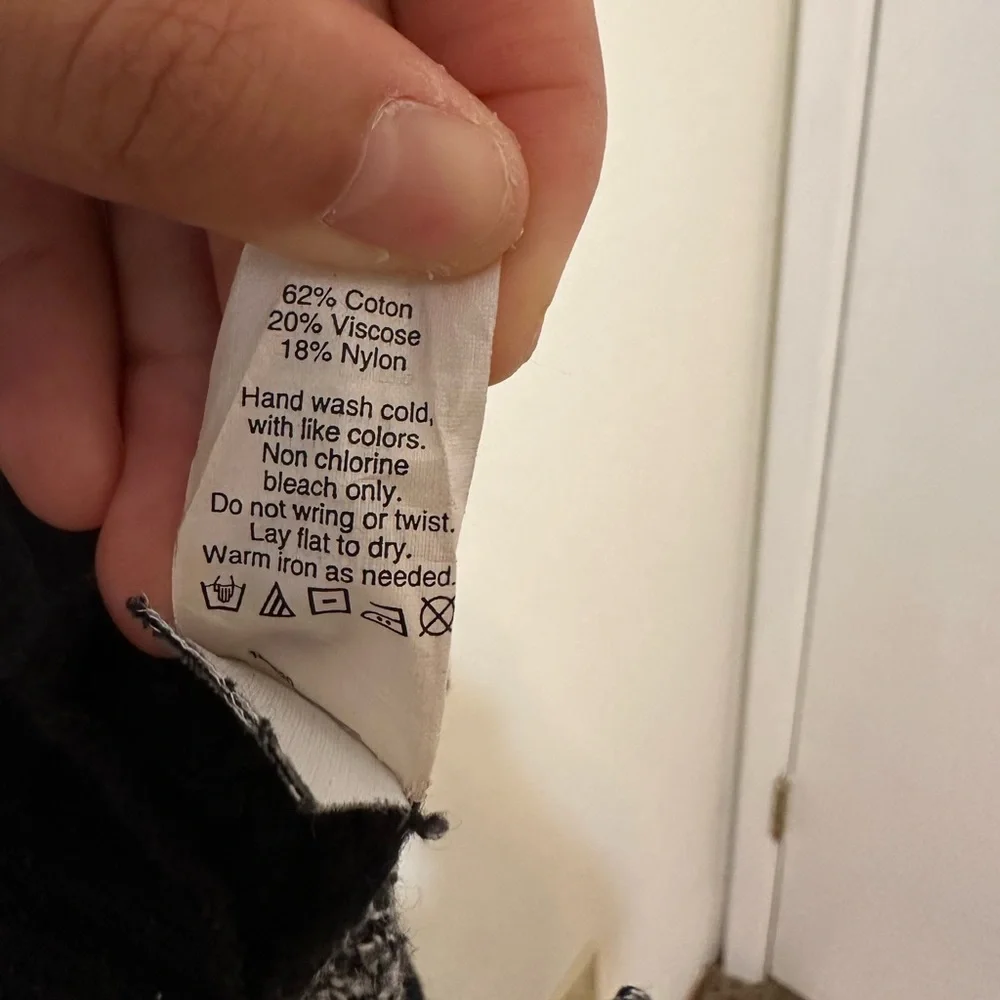 62% Coton
20% Viscose
18% Nylon
Hand wash cold,
with like colors.
Non chlorine
bleach only.
Do not wring or twist.
Lay flat to dry.
Warm iron as needed.